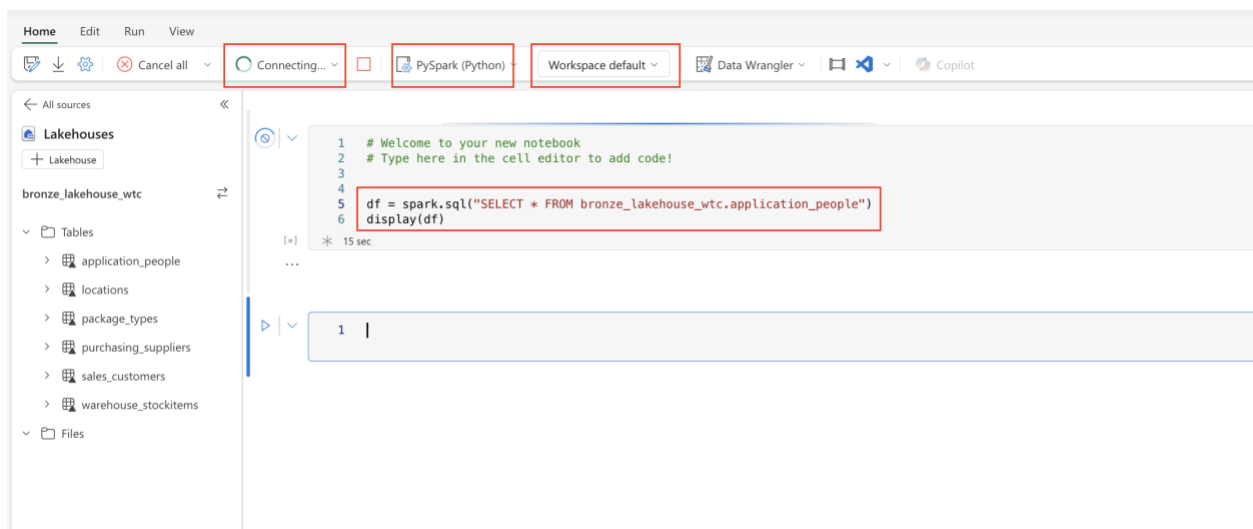 Home Edit Run View
Cancel all Connecting... PySpark (Python) Workspace default Data Wrangler Copilot
All sources
Lakehouses
Lakehouse
bronze_lakehouse_wtc
Tables
application_people
locations
package_types
purchasing_suppliers
sales_customers
warehouse_stockitems
Files
1 # Welcome to your new notebook
2 # Type here in the cell editor to add code!
3
4
5 df = spark.sql("SELECT * FROM bronze_lakehouse_wtc.application_people")
6 display(df)
[*] 15 sec
...
1